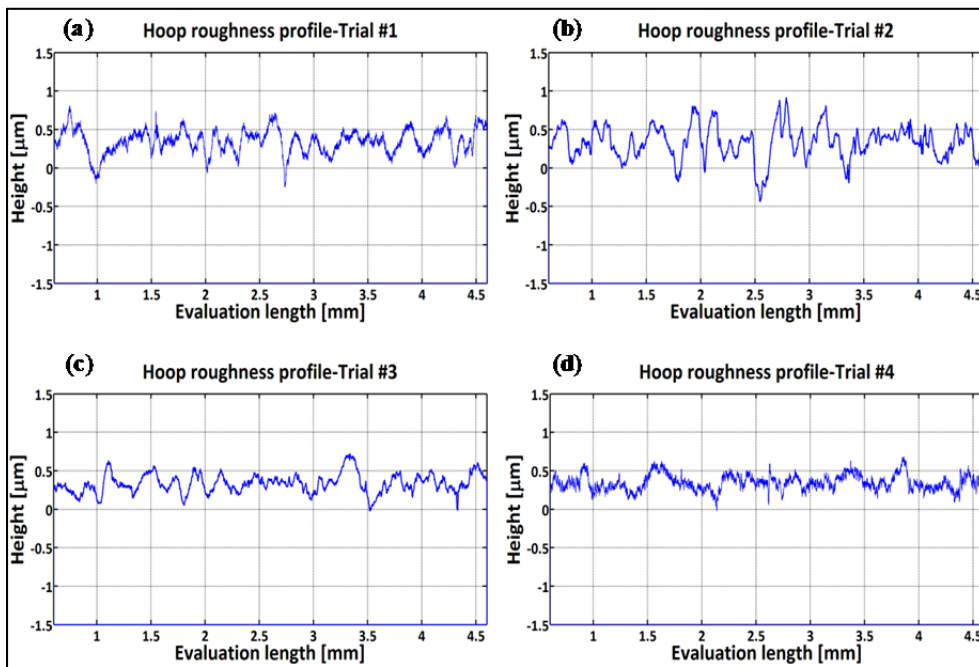 (a) Hoop roughness profile-Trial #1
1.5
1
0.5
0
-0.5
-1
-1.5
Height [µm]
1 1.5 2 2.5 3 3.5 4 4.5
Evaluation length [mm]
(b) Hoop roughness profile-Trial #2
1.5
1
0.5
0
-0.5
-1
-1.5
Height [µm]
1 1.5 2 2.5 3 3.5 4 4.5
Evaluation length [mm]
(c) Hoop roughness profile-Trial #3
1.5
1
0.5
0
-0.5
-1
-1.5
Height [µm]
1 1.5 2 2.5 3 3.5 4 4.5
Evaluation length [mm]
(d) Hoop roughness profile-Trial #4
1.5
1
0.5
0
-0.5
-1
-1.5
Height [µm]
1 1.5 2 2.5 3 3.5 4 4.5
Evaluation length [mm]